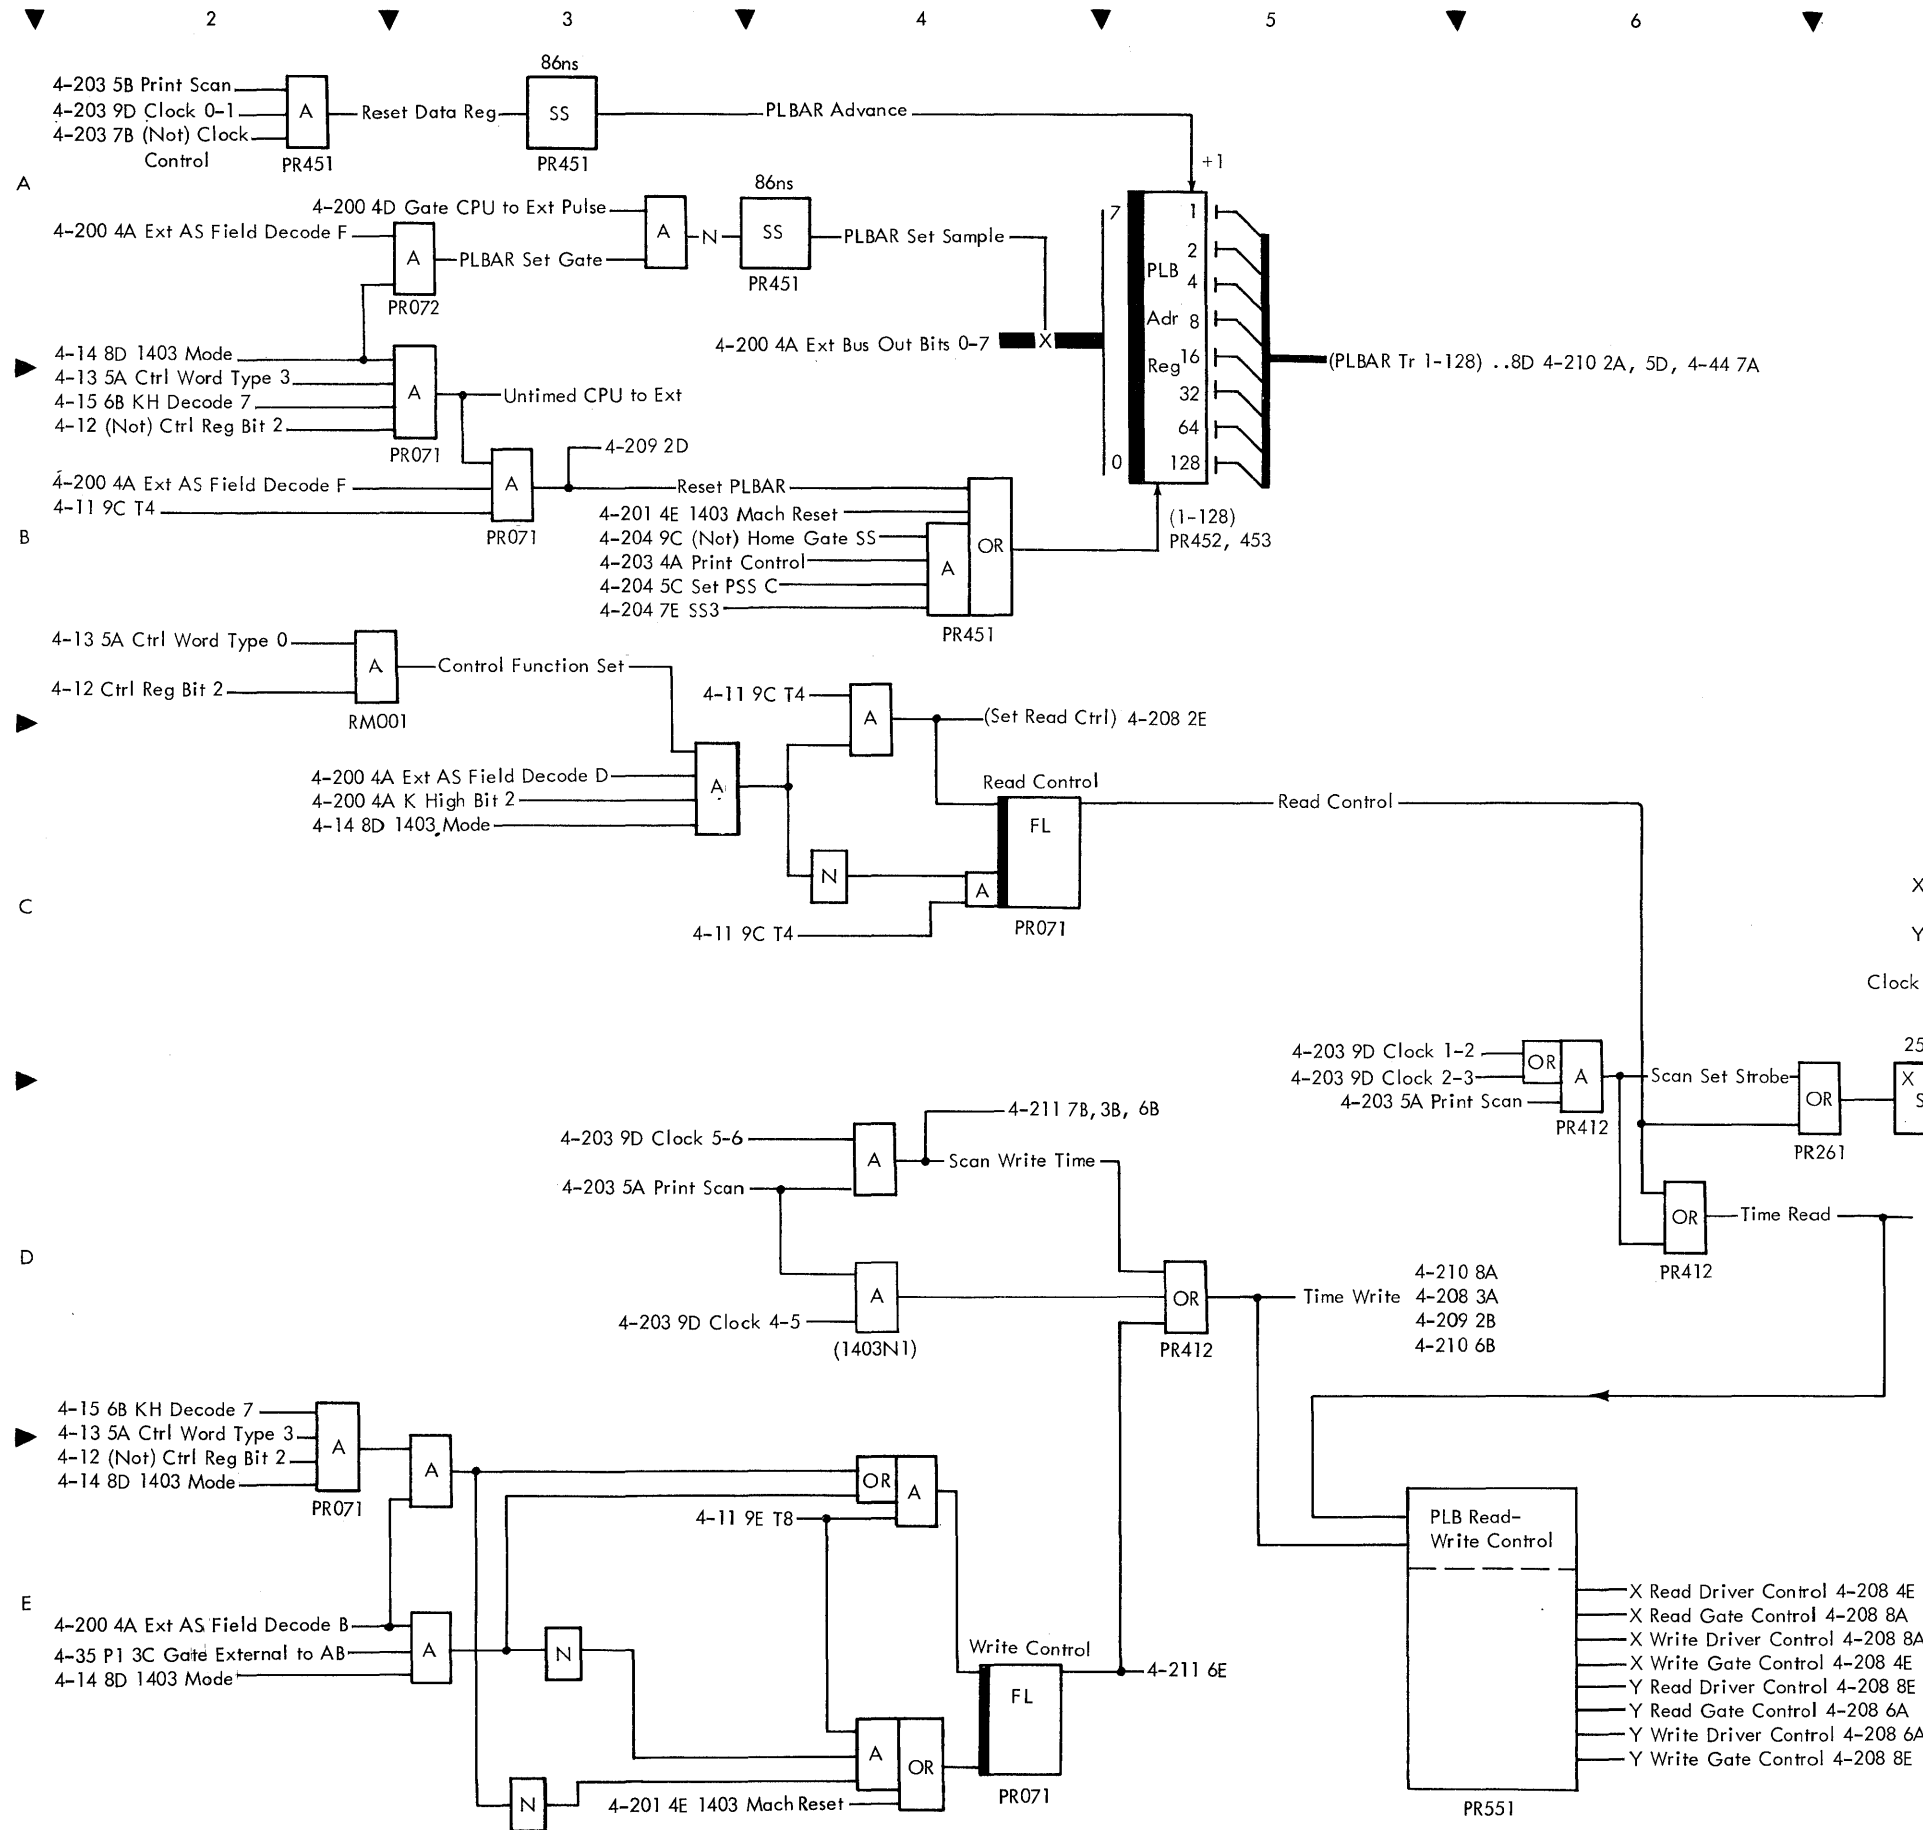 2 3 4 5 6
86ns
4-203 5B Print Scan
4-203 9D Clock 0-1
4-203 7B (Not) Clock
Control
A
PR451
Reset Data Reg
SS
PR451
PLBAR Advance
+1
A
86ns
4-200 4D Gate CPU to Ext Pulse
4-200 4A Ext AS Field Decode F
A
PLBAR Set Gate
PR072
A
N
SS
PR451
PLBAR Set Sample
4-200 4A Ext Bus Out Bits 0-7
X
7
0
PLB
Adr
Reg
1
2
4
8
16
32
64
128
(PLBAR Tr 1-128) ..8D 4-210 2A, 5D, 4-44 7A
(1-128)
PR452, 453
4-14 8D 1403 Mode
4-13 5A Ctrl Word Type 3
4-15 6B KH Decode 7
4-12 (Not) Ctrl Reg Bit 2
A
PR071
Untimed CPU to Ext
4-209 2D
4-200 4A Ext AS Field Decode F
4-11 9C T4
A
PR071
B
Reset PLBAR
4-201 4E 1403 Mach Reset
4-204 9C (Not) Home Gate SS
4-203 4A Print Control
4-204 5C Set PSS C
4-204 7E SS3
A
OR
PR451
4-13 5A Ctrl Word Type 0
4-12 Ctrl Reg Bit 2
A
RM001
Control Function Set
4-11 9C T4
A
(Set Read Ctrl) 4-208 2E
4-200 4A Ext AS Field Decode D
4-200 4A K High Bit 2
4-14 8D 1403 Mode
A
Read Control
FL
Read Control
N
A
4-11 9C T4
PR071
C
X
Y
Clock
4-203 9D Clock 1-2
4-203 9D Clock 2-3
4-203 5A Print Scan
OR
A
PR412
Scan Set Strobe
OR
PR261
25
X
S
4-211 7B, 3B, 6B
4-203 9D Clock 5-6
4-203 5A Print Scan
A
Scan Write Time
OR
PR412
Time Read
D
A
4-203 9D Clock 4-5
(1403N1)
OR
PR412
Time Write
4-210 8A
4-208 3A
4-209 2B
4-210 6B
4-15 6B KH Decode 7
4-13 5A Ctrl Word Type 3
4-12 (Not) Ctrl Reg Bit 2
4-14 8D 1403 Mode
A
PR071
A
OR
A
4-11 9E T8
PLB Read-
Write Control
E
4-200 4A Ext AS Field Decode B
4-35 P1 3C Gate External to AB
4-14 8D 1403 Mode
A
N
Write Control
FL
PR071
4-211 6E
A
OR
N
4-201 4E 1403 Mach Reset
X Read Driver Control 4-208 4E
X Read Gate Control 4-208 8A
X Write Driver Control 4-208 8A
X Write Gate Control 4-208 4E
Y Read Driver Control 4-208 8E
Y Read Gate Control 4-208 6A
Y Write Driver Control 4-208 6A
Y Write Gate Control 4-208 8E
PR551